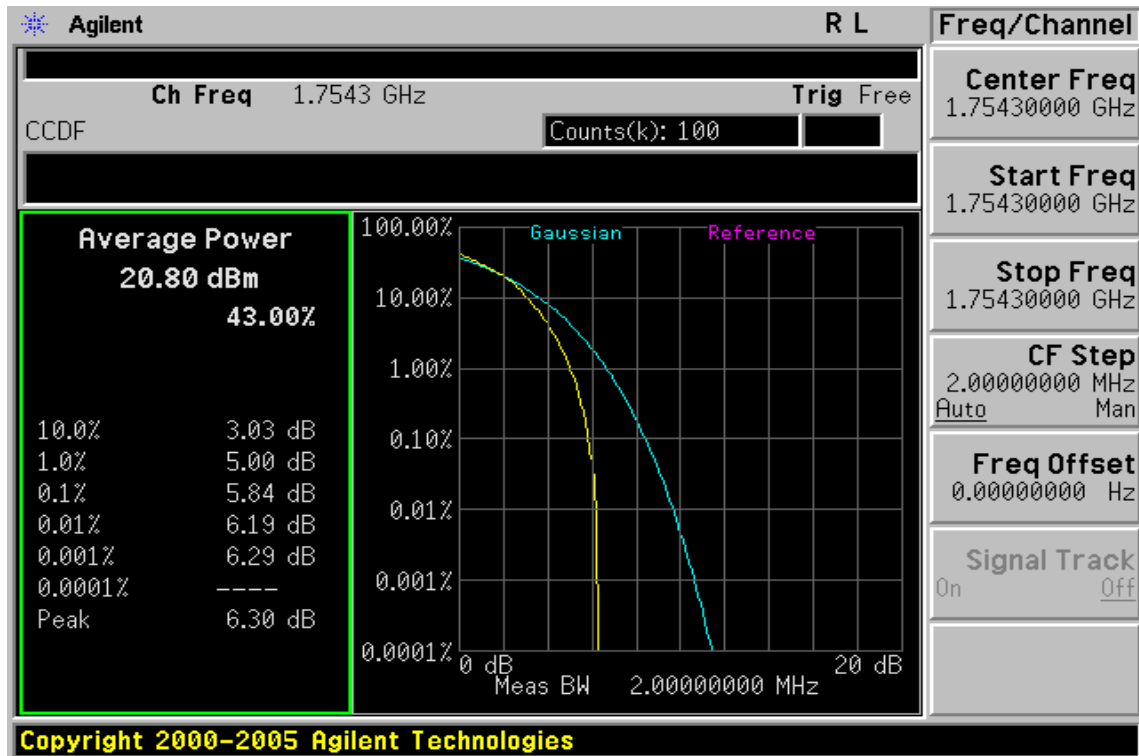 Agilent R L
Freq/Channel
Ch Freq 1.7543 GHz Trig Free
CCDF Counts(k): 100
Average Power
20.80 dBm
43.00%
10.0% 3.03 dB
1.0% 5.00 dB
0.1% 5.84 dB
0.01% 6.19 dB
0.001% 6.29 dB
0.0001% ----
Peak 6.30 dB
Gaussian Reference
100.00%
10.00%
1.00%
0.10%
0.01%
0.001%
0.0001%
0 dB 20 dB
Meas BW 2.00000000 MHz
Center Freq
1.75430000 GHz
Start Freq
1.75430000 GHz
Stop Freq
1.75430000 GHz
CF Step
2.00000000 MHz
Auto Man
Freq Offset
0.00000000 Hz
Signal Track
On Off
Copyright 2000-2005 Agilent Technologies